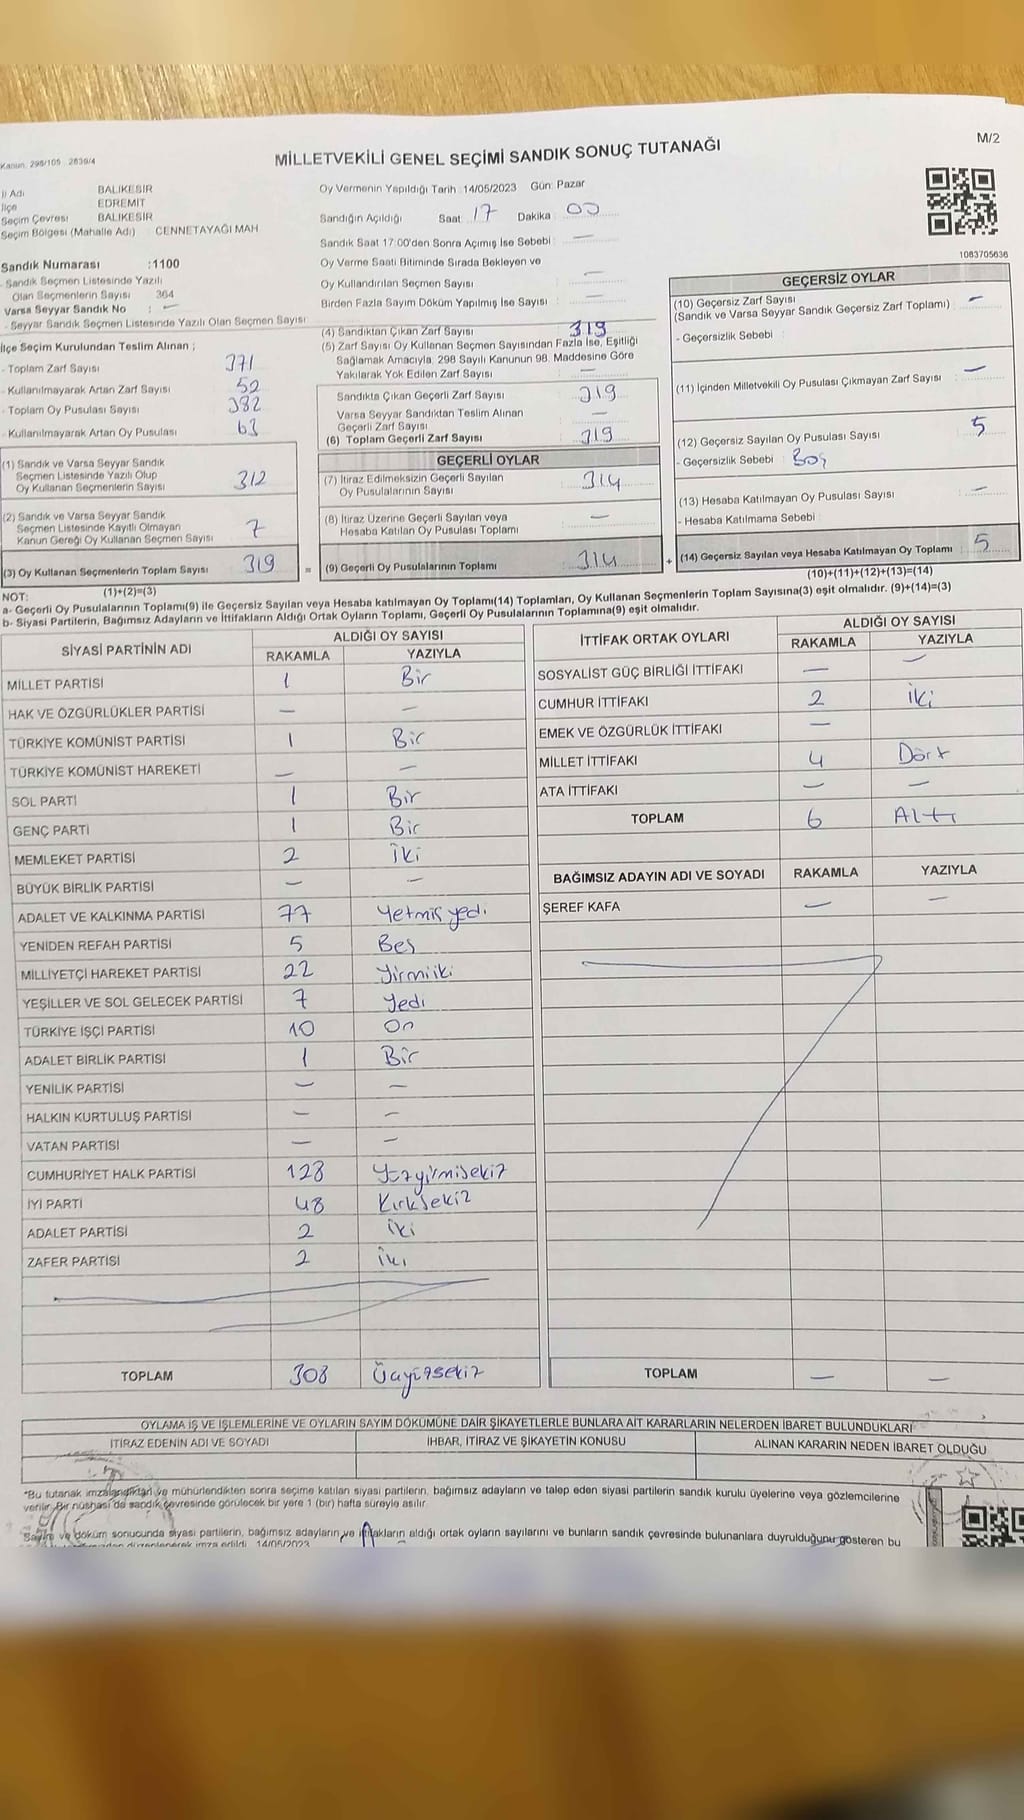 M/2
Kanun. 298/105 2839/4
MİLLETVEKİLİ GENEL SEÇİMİ SANDIK SONUÇ TUTANAĞI
İl Adı BALIKESİR
İlçe EDREMİT
Seçim Çevresi BALIKESİR
Seçim Bölgesi (Mahalle Adı) : CENNETAYAĞI MAH
Oy Vermenin Yapıldığı Tarih : 14/05/2023 Gün: Pazar
Sandığın Açıldığı Saat : 17 Dakika : 00
Sandık Saat 17:00'den Sonra Açımış İse Sebebi : —
Oy Verme Saati Bitiminde Sırada Bekleyen ve
Oy Kullandırılan Seçmen Sayısı : —
Birden Fazla Sayım Döküm Yapılmış İse Sayısı : —
1083705636
Sandık Numarası :1100
- Sandık Seçmen Listesinde Yazılı
Olan Seçmenlerin Sayısı : 364
Varsa Seyyar Sandık No : —
- Seyyar Sandık Seçmen Listesinde Yazılı Olan Seçmen Sayısı :
İlçe Seçim Kurulundan Teslim Alınan ;
- Toplam Zarf Sayısı : 371
- Kullanılmayarak Artan Zarf Sayısı : 52
- Toplam Oy Pusulası Sayısı : 382
- Kullanılmayarak Artan Oy Pusulası : 63
(1) Sandık ve Varsa Seyyar Sandık
Seçmen Listesinde Yazılı Olup
Oy Kullanan Seçmenlerin Sayısı : 312
(2) Sandık ve Varsa Seyyar Sandık
Seçmen Listesinde Kayıtlı Olmayan
Kanun Gereği Oy Kullanan Seçmen Sayısı : 7
(3) Oy Kullanan Seçmenlerin Toplam Sayısı : 319
(1)+(2)=(3)
(4) Sandıktan Çıkan Zarf Sayısı : 319
(5) Zarf Sayısı Oy Kullanan Seçmen Sayısından Fazla İse, Eşitliği
Sağlamak Amacıyla: 298 Sayılı Kanunun 98. Maddesine Göre
Yakılarak Yok Edilen Zarf Sayısı : —
Sandıkta Çıkan Geçerli Zarf Sayısı : 319
Varsa Seyyar Sandıktan Teslim Alınan
Geçerli Zarf Sayısı : —
(6) Toplam Geçerli Zarf Sayısı : 319
GEÇERLİ OYLAR
(7) İtiraz Edilmeksizin Geçerli Sayılan
Oy Pusulalarının Sayısı : 314
(8) İtiraz Üzerine Geçerli Sayılan veya
Hesaba Katılan Oy Pusulası Toplamı : —
= (9) Geçerli Oy Pusulalarının Toplamı : 314
GEÇERSİZ OYLAR
(10) Geçersiz Zarf Sayısı
(Sandık ve Varsa Seyyar Sandık Geçersiz Zarf Toplamı) : —
- Geçersizlik Sebebi :
(11) İçinden Milletvekili Oy Pusulası Çıkmayan Zarf Sayısı : —
(12) Geçersiz Sayılan Oy Pusulası Sayısı : 5
- Geçersizlik Sebebi : Boş
(13) Hesaba Katılmayan Oy Pusulası Sayısı : —
- Hesaba Katılmama Sebebi :
+ (14) Geçersiz Sayılan veya Hesaba Katılmayan Oy Toplamı : 5
(10)+(11)+(12)+(13)=(14)
NOT:
a- Geçerli Oy Pusulalarının Toplamı(9) ile Geçersiz Sayılan veya Hesaba katılmayan Oy Toplamı(14) Toplamları, Oy Kullanan Seçmenlerin Toplam Sayısına(3) eşit olmalıdır. (9)+(14)=(3)
b- Siyasi Partilerin, Bağımsız Adayların ve İttifakların Aldığı Ortak Oyların Toplamı, Geçerli Oy Pusulalarının Toplamına(9) eşit olmalıdır.
SİYASİ PARTİNİN ADI ALDIĞI OY SAYISI
RAKAMLA YAZIYLA
MİLLET PARTİSİ 1 Bir
HAK VE ÖZGÜRLÜKLER PARTİSİ — —
TÜRKİYE KOMÜNİST PARTİSİ 1 Bir
TÜRKİYE KOMÜNİST HAREKETİ — —
SOL PARTİ 1 Bir
GENÇ PARTİ 1 Bir
MEMLEKET PARTİSİ 2 İki
BÜYÜK BİRLİK PARTİSİ — —
ADALET VE KALKINMA PARTİSİ 77 Yetmiş yedi
YENİDEN REFAH PARTİSİ 5 Beş
MİLLİYETÇİ HAREKET PARTİSİ 22 Yirmiiki
YEŞİLLER VE SOL GELECEK PARTİSİ 7 Yedi
TÜRKİYE İŞÇİ PARTİSİ 10 On
ADALET BİRLİK PARTİSİ 1 Bir
YENİLİK PARTİSİ — —
HALKIN KURTULUŞ PARTİSİ — —
VATAN PARTİSİ — —
CUMHURİYET HALK PARTİSİ 128 Yüzyirmisekiz
İYİ PARTİ 48 Kırksekiz
ADALET PARTİSİ 2 İki
ZAFER PARTİSİ 2 İki
TOPLAM 308 Üçyüzsekiz
İTTİFAK ORTAK OYLARI ALDIĞI OY SAYISI
RAKAMLA YAZIYLA
SOSYALİST GÜÇ BİRLİĞİ İTTİFAKI — —
CUMHUR İTTİFAKI 2 İki
EMEK VE ÖZGÜRLÜK İTTİFAKI —
MİLLET İTTİFAKI 4 Dört
ATA İTTİFAKI — —
TOPLAM 6 Altı
BAĞIMSIZ ADAYIN ADI VE SOYADI RAKAMLA YAZIYLA
ŞEREF KAFA — —
TOPLAM — —
OYLAMA İŞ VE İŞLEMLERİNE VE OYLARIN SAYIM DÖKÜMÜNE DAİR ŞİKAYETLERLE BUNLARA AİT KARARLARIN NELERDEN İBARET BULUNDUKLARI
İTİRAZ EDENİN ADI VE SOYADI İHBAR, İTİRAZ VE ŞİKAYETİN KONUSU ALINAN KARARIN NEDEN İBARET OLDUĞU
*Bu tutanak imzalandıktan ve mühürlendikten sonra seçime katılan siyasi partilerin, bağımsız adayların ve talep eden siyasi partilerin sandık kurulu üyelerine veya gözlemcilerine
verilir. Bir nüshası da sandık çevresinde görülecek bir yere 1 (bir) hafta süreyle asılır.
Sayım ve döküm sonucunda siyasi partilerin, bağımsız adayların ve ittifakların aldığı ortak oyların sayılarını ve bunların sandık çevresinde bulunanlara duyrulduğunu gösteren bu
düzenlenerek imza edildi. 14/05/2023